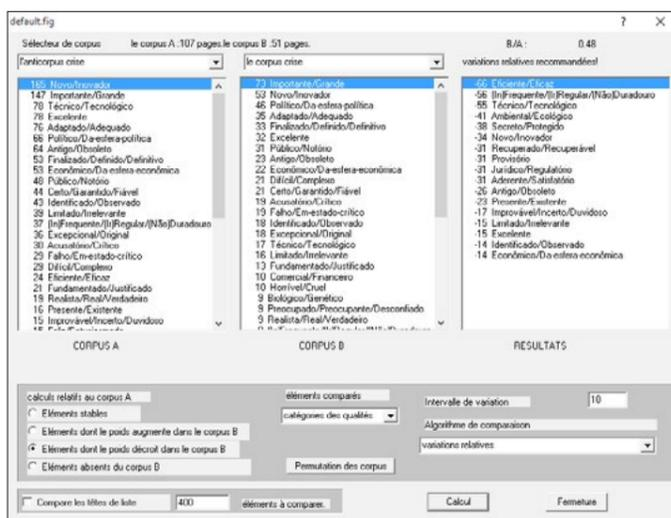 default.fig
? ×
Sélecteur de corpus le corpus A :107 pages.le corpus B :51 pages. B/A : 0.48
l'anticorpus crise
le corpus crise
variations relatives recommandées!
165 Novo/Inovador
147 Importante/Grande
78 Técnico/Tecnológico
78 Excelente
76 Adaptado/Adequado
66 Político/Da-esfera-política
64 Antigo/Obsoleto
53 Finalizado/Definido/Definitivo
53 Econômico/Da-esfera-econômica
48 Público/Notório
44 Certo/Garantido/Fiável
43 Identificado/Observado
39 Limitado/Irrelevante
37 (In)Frequente/(Ir)Regular/(Não)Duradouro
36 Excepcional/Original
30 Acusatório/Crítico
29 Falho/Em-estado-crítico
29 Difícil/Complexo
24 Eficiente/Eficaz
21 Fundamentado/Justificado
19 Realista/Real/Verdadeiro
16 Presente/Existente
15 Improvável/Incerto/Duvidoso
73 Importante/Grande
53 Novo/Inovador
46 Político/Da-esfera-política
35 Adaptado/Adequado
33 Finalizado/Definido/Definitivo
32 Excelente
31 Público/Notório
23 Antigo/Obsoleto
22 Econômico/Da-esfera-econômica
21 Difícil/Complexo
21 Certo/Garantido/Fiável
19 Acusatório/Crítico
19 Falho/Em-estado-crítico
18 Identificado/Observado
18 Excepcional/Original
17 Técnico/Tecnológico
16 Limitado/Irrelevante
13 Fundamentado/Justificado
10 Comercial/Financeiro
10 Horrível/Cruel
9 Biológico/Genético
9 Preocupado/Preocupante/Desconfiado
9 Realista/Real/Verdadeiro
-66 Eficiente/Eficaz
-56 (In)Frequente/(Ir)Regular/(Não)Duradouro
-55 Técnico/Tecnológico
-41 Ambiental/Ecológico
-38 Secreto/Protegido
-34 Novo/Inovador
-31 Recuperado/Recuperável
-31 Provisório
-31 Jurídico/Regulatório
-31 Aderente/Satisfatório
-26 Antigo/Obsoleto
-23 Presente/Existente
-17 Improvável/Incerto/Duvidoso
-15 Limitado/Irrelevante
-15 Excelente
-14 Identificado/Observado
-14 Econômico/Da esfera econômica
CORPUS A
CORPUS B
RESULTATS
calculs relatifs au corpus A
Eléments stables
Eléments dont le poids augmente dans le corpus B
Eléments dont le poids décroit dans le corpus B
Eléments absents du corpus B
éléments comparés
catégories des qualités
Permutation des corpus
Intervalle de variation 10
Algorithme de comparaison
variations relatives
Compare les têtes de liste 400 éléments à comparer.
Calcul
Fermeture